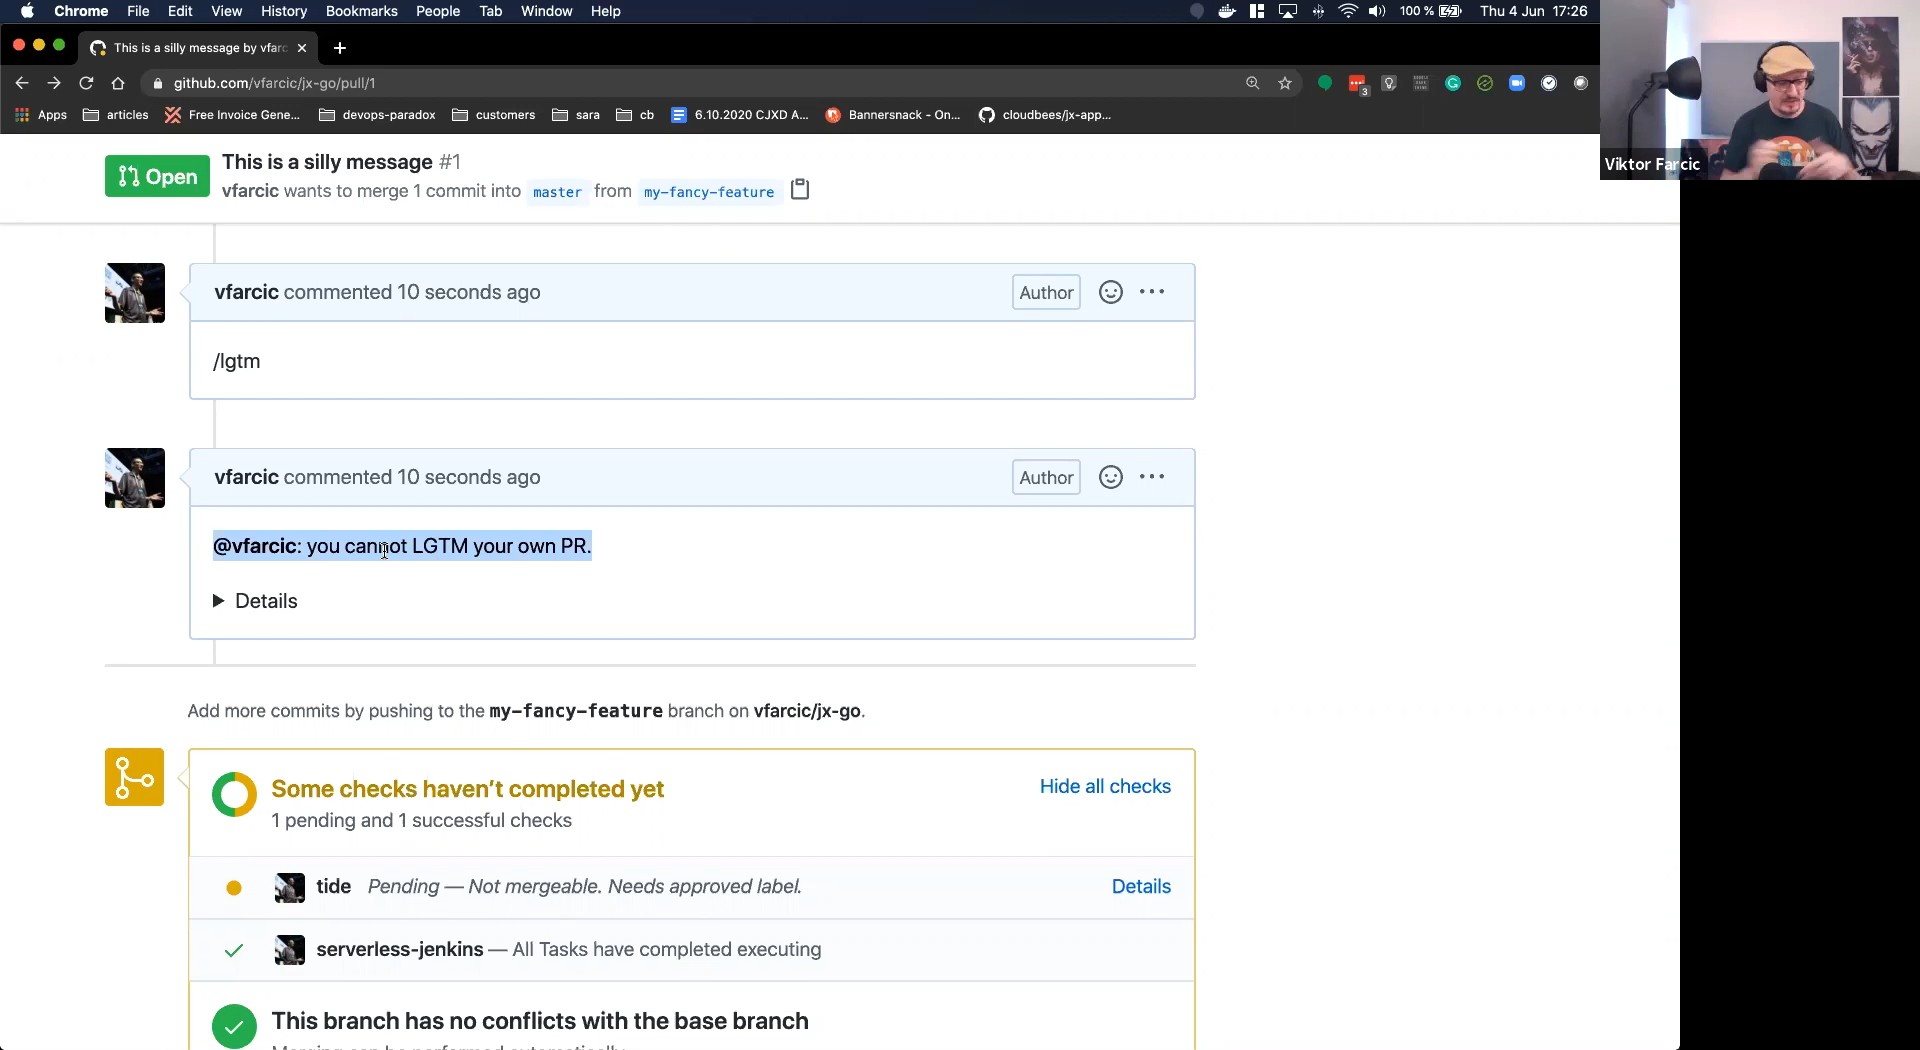 Chrome File Edit View History Bookmarks People Tab Window Help 100 % Thu 4 Jun 17:26
This is a silly message by vfarc
github.com/vfarcic/jx-go/pull/1
3
Apps articles Free Invoice Gene... devops-paradox customers sara cb 6.10.2020 CJXD A... Bannersnack - On... cloudbees/jx-app...
Viktor Farcic
Open This is a silly message #1
vfarcic wants to merge 1 commit into master from my-fancy-feature
vfarcic commented 10 seconds ago Author
/lgtm
vfarcic commented 10 seconds ago Author
@vfarcic: you cannot LGTM your own PR.
Details
Add more commits by pushing to the my-fancy-feature branch on vfarcic/jx-go.
Some checks haven't completed yet Hide all checks
1 pending and 1 successful checks
tide Pending — Not mergeable. Needs approved label. Details
serverless-jenkins — All Tasks have completed executing
This branch has no conflicts with the base branch